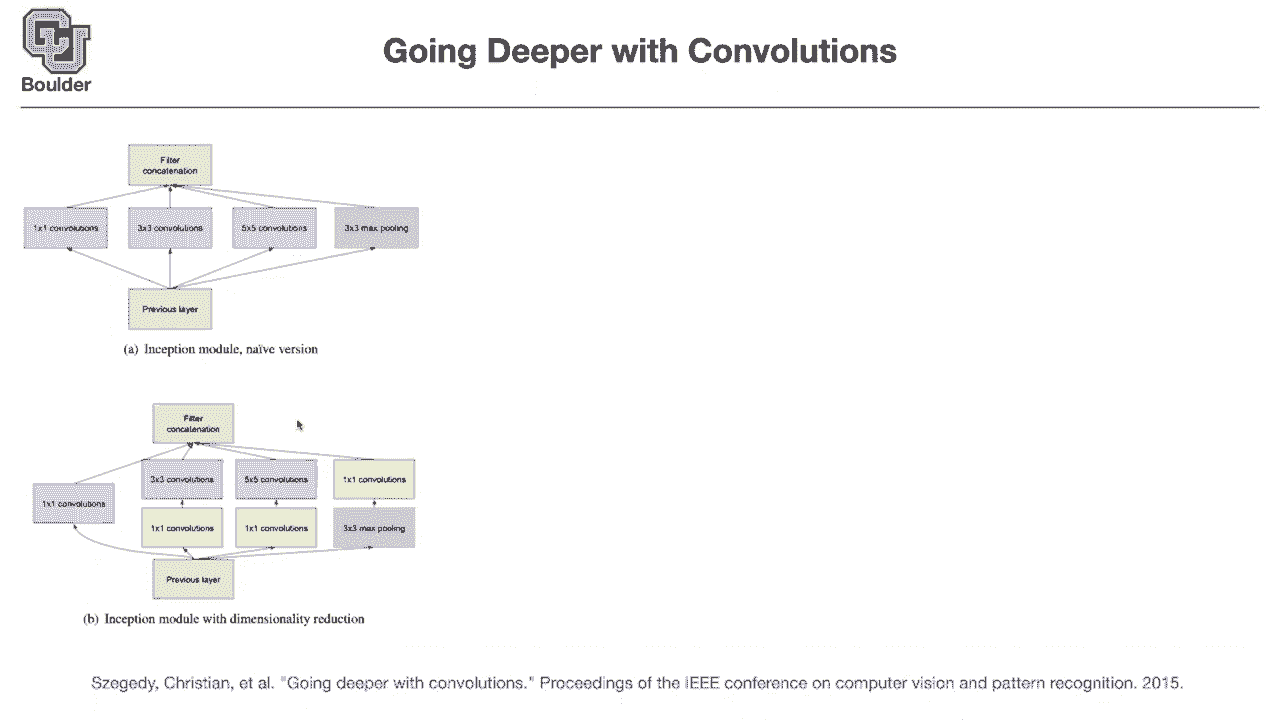 Boulder
Going Deeper with Convolutions
Filter
concatenation
1x1 convolutions
3x3 convolutions
5x5 convolutions
3x3 max pooling
Previous layer
(a) Inception module, naïve version
Filter
concatenation
3x3 convolutions
5x5 convolutions
1x1 convolutions
1x1 convolutions
1x1 convolutions
1x1 convolutions
3x3 max pooling
Previous layer
(b) Inception module with dimensionality reduction
Szegedy, Christian, et al. "Going deeper with convolutions." Proceedings of the IEEE conference on computer vision and pattern recognition. 2015.